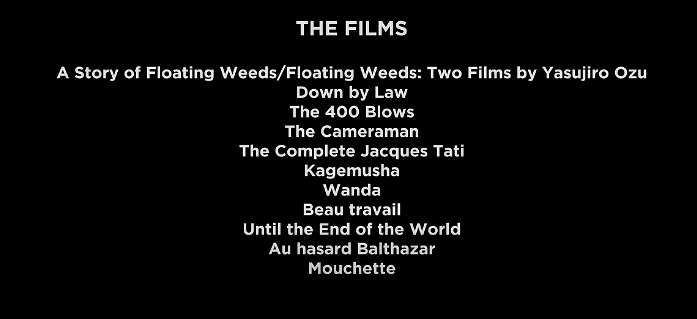 THE FILMS
A Story of Floating Weeds/Floating Weeds: Two Films by Yasujiro Ozu
Down by Law
The 400 Blows
The Cameraman
The Complete Jacques Tati
Kagemusha
Wanda
Beau travail
Until the End of the World
Au hasard Balthazar
Mouchette